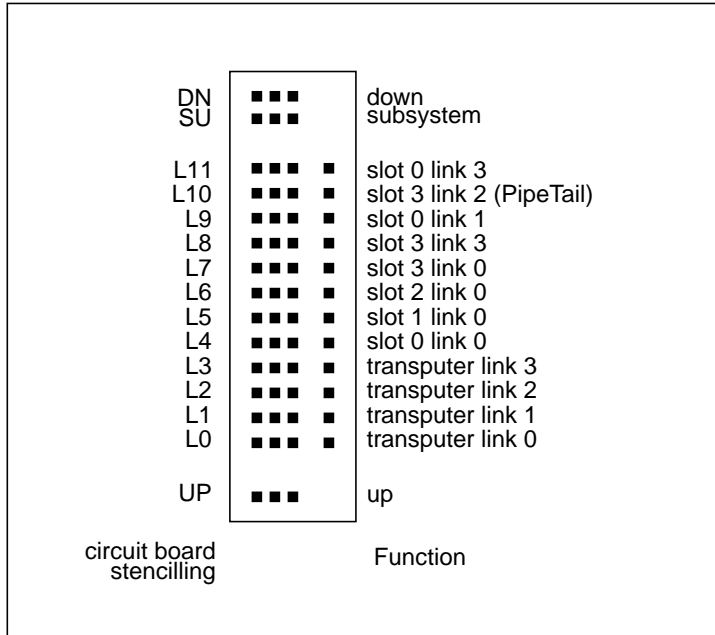 DN down
SU subsystem
L11 slot 0 link 3
L10 slot 3 link 2 (PipeTail)
L9 slot 0 link 1
L8 slot 3 link 3
L7 slot 3 link 0
L6 slot 2 link 0
L5 slot 1 link 0
L4 slot 0 link 0
L3 transputer link 3
L2 transputer link 2
L1 transputer link 1
L0 transputer link 0
UP up
circuit board
stencilling
Function